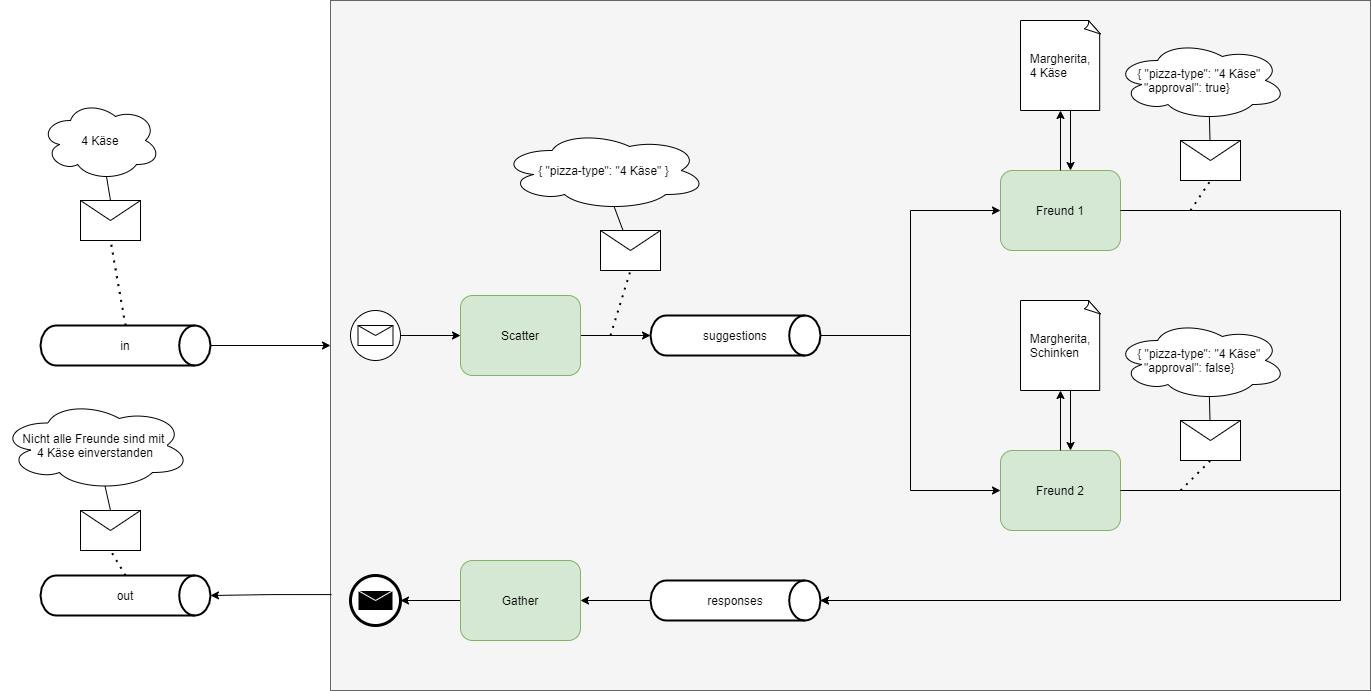 4 Käse
in
Nicht alle Freunde sind mit
4 Käse einverstanden
out
Scatter
{ "pizza-type": "4 Käse" }
suggestions
Margherita,
4 Käse
{ "pizza-type": "4 Käse"
"approval": true}
Freund 1
Margherita,
Schinken
{ "pizza-type": "4 Käse"
"approval": false}
Freund 2
Gather
responses